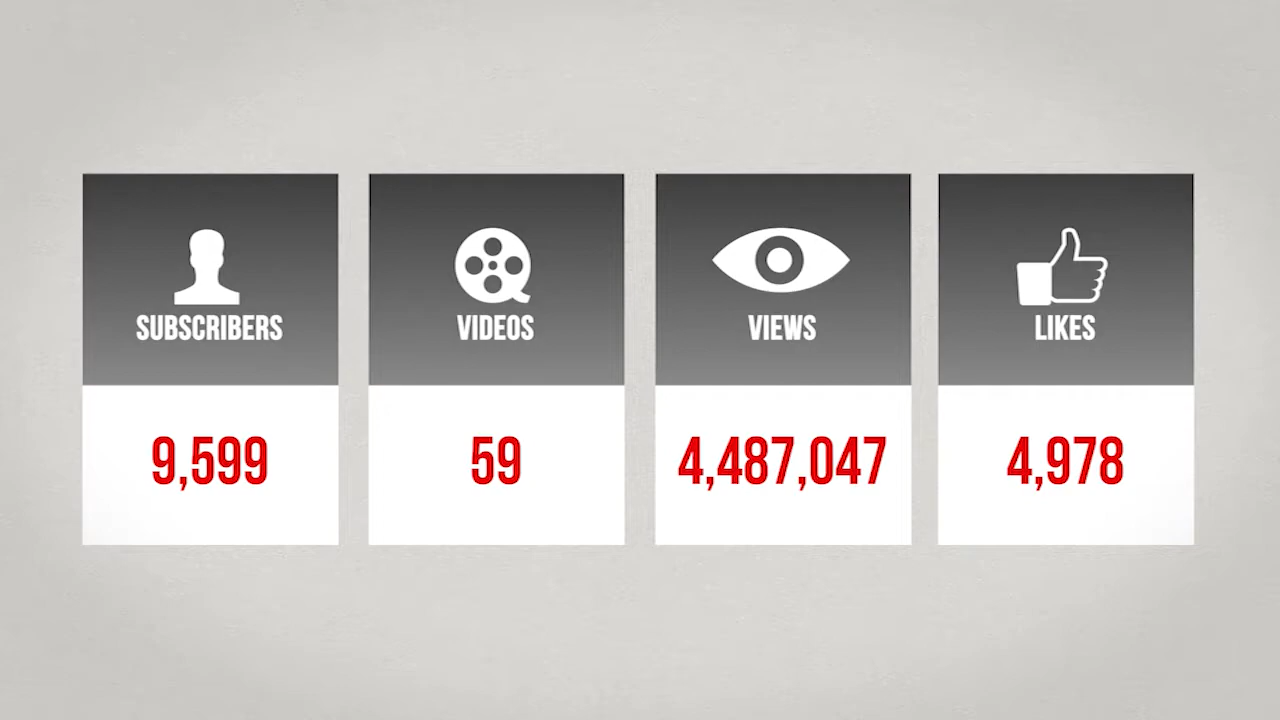 SUBSCRIBERS
9,599
VIDEOS
59
VIEWS
4,487,047
LIKES
4,978